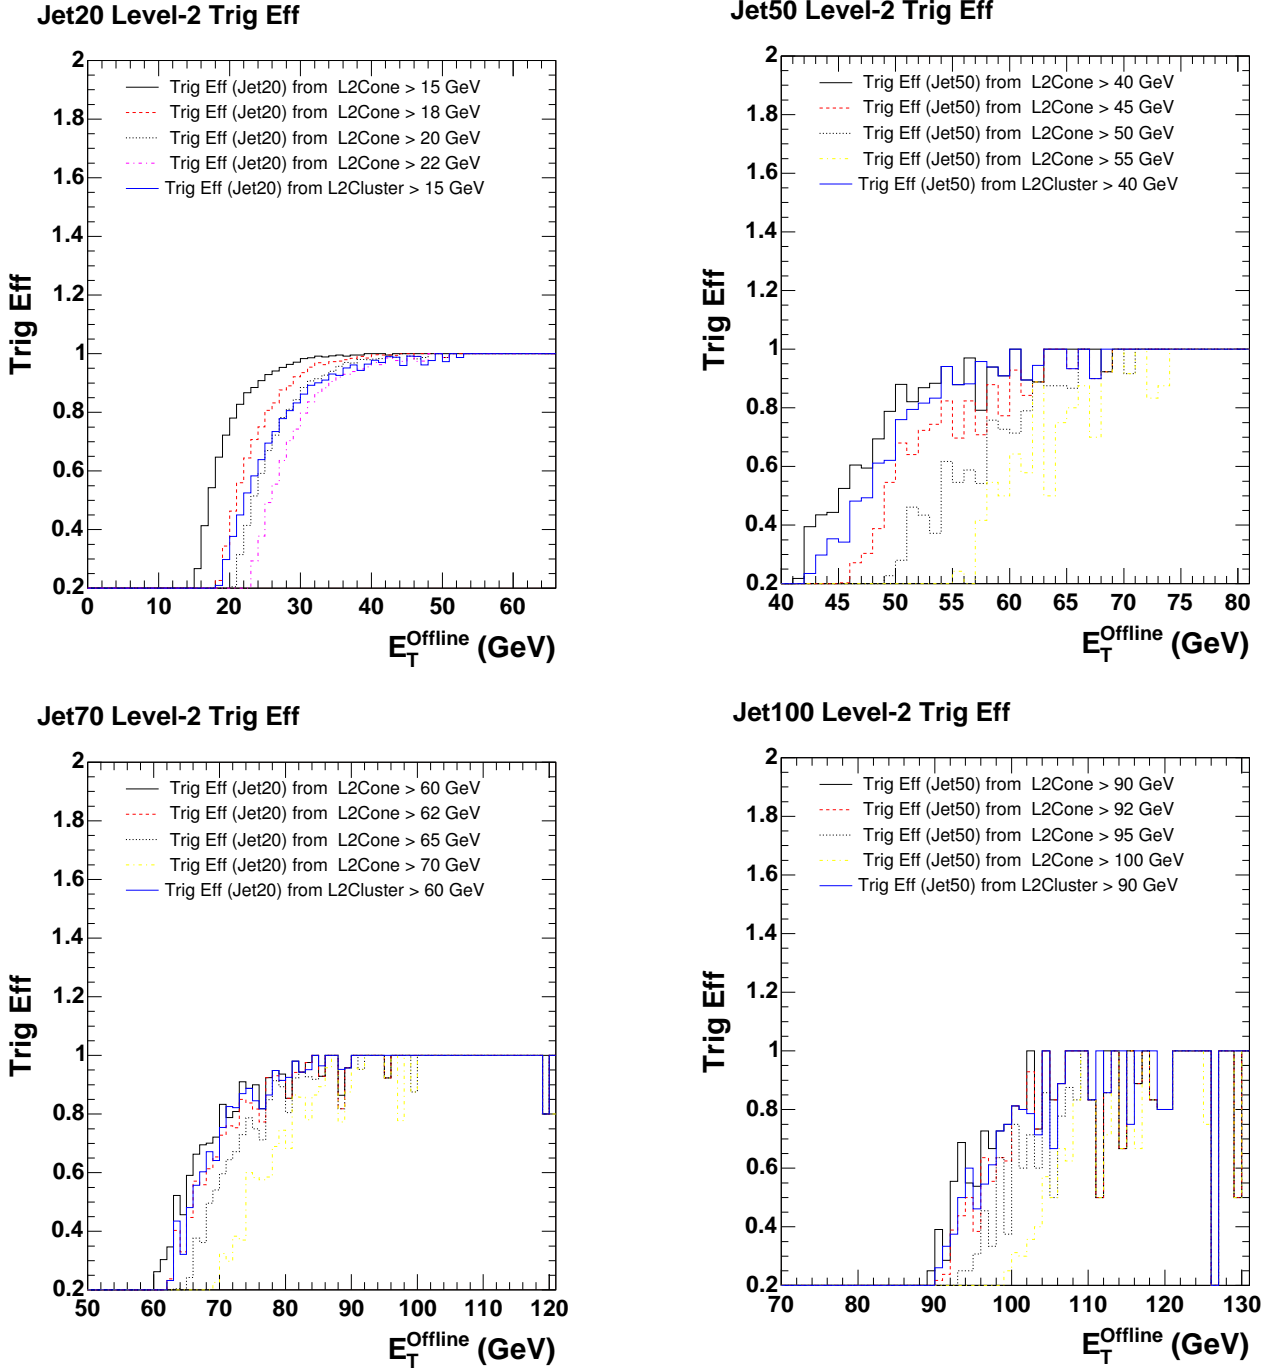 Jet20 Level-2 Trig Eff
Trig Eff
2
1.8
1.6
1.4
1.2
1
0.8
0.6
0.4
0.2
Trig Eff (Jet20) from L2Cone > 15 GeV
Trig Eff (Jet20) from L2Cone > 18 GeV
Trig Eff (Jet20) from L2Cone > 20 GeV
Trig Eff (Jet20) from L2Cone > 22 GeV
Trig Eff (Jet20) from L2Cluster > 15 GeV
0 10 20 30 40 50 60
E_T^Offline (GeV)
Jet50 Level-2 Trig Eff
Trig Eff
2
1.8
1.6
1.4
1.2
1
0.8
0.6
0.4
0.2
Trig Eff (Jet50) from L2Cone > 40 GeV
Trig Eff (Jet50) from L2Cone > 45 GeV
Trig Eff (Jet50) from L2Cone > 50 GeV
Trig Eff (Jet50) from L2Cone > 55 GeV
Trig Eff (Jet50) from L2Cluster > 40 GeV
40 45 50 55 60 65 70 75 80
E_T^Offline (GeV)
Jet70 Level-2 Trig Eff
Trig Eff
2
1.8
1.6
1.4
1.2
1
0.8
0.6
0.4
0.2
Trig Eff (Jet20) from L2Cone > 60 GeV
Trig Eff (Jet20) from L2Cone > 62 GeV
Trig Eff (Jet20) from L2Cone > 65 GeV
Trig Eff (Jet20) from L2Cone > 70 GeV
Trig Eff (Jet20) from L2Cluster > 60 GeV
50 60 70 80 90 100 110 120
E_T^Offline (GeV)
Jet100 Level-2 Trig Eff
Trig Eff
2
1.8
1.6
1.4
1.2
1
0.8
0.6
0.4
0.2
Trig Eff (Jet50) from L2Cone > 90 GeV
Trig Eff (Jet50) from L2Cone > 92 GeV
Trig Eff (Jet50) from L2Cone > 95 GeV
Trig Eff (Jet50) from L2Cone > 100 GeV
Trig Eff (Jet50) from L2Cluster > 90 GeV
70 80 90 100 110 120 130
E_T^Offline (GeV)